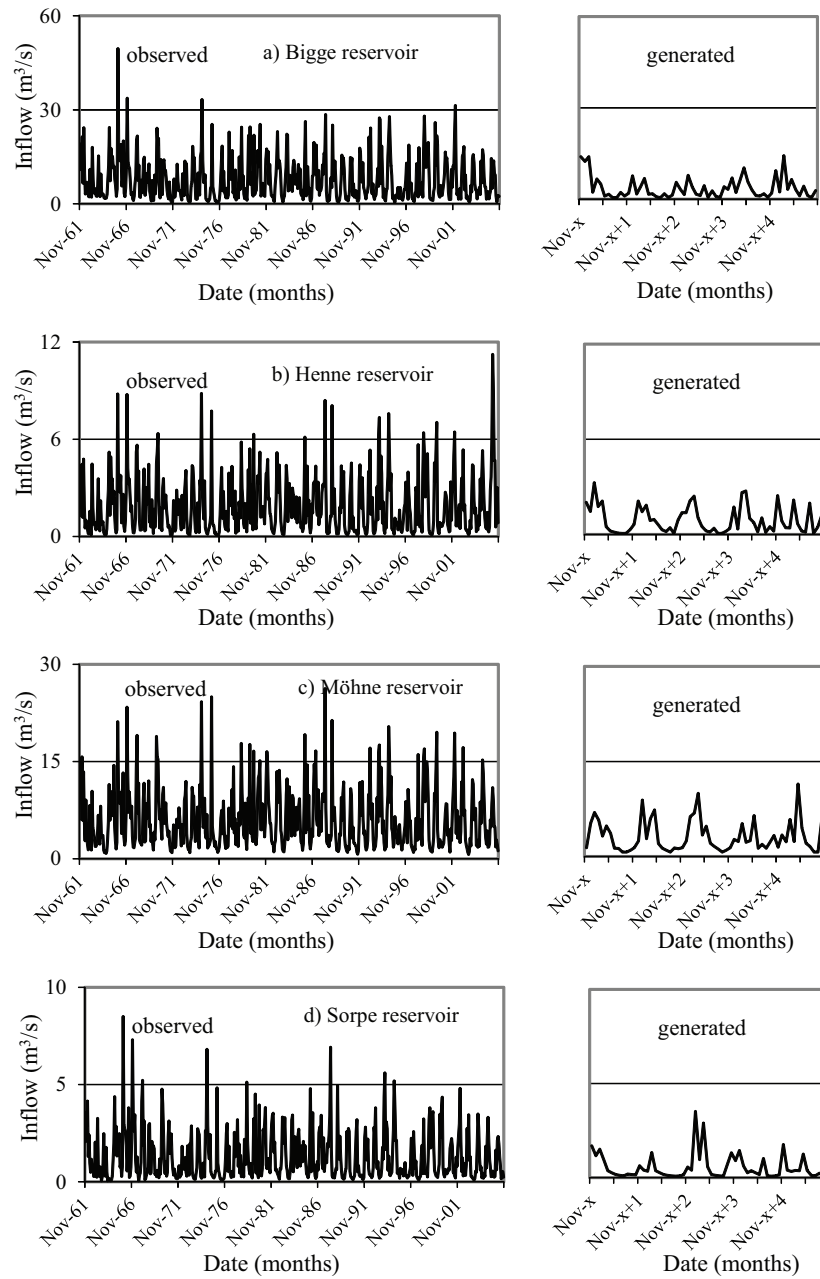 60
30
0
Inflow (m³/s)
observed
a) Bigge reservoir
Nov-61
Nov-66
Nov-71
Nov-76
Nov-81
Nov-86
Nov-91
Nov-96
Nov-01
Date (months)
generated
Nov-x
Nov-x+1
Nov-x+2
Nov-x+3
Nov-x+4
Date (months)
12
6
0
Inflow (m³/s)
observed
b) Henne reservoir
Nov-61
Nov-66
Nov-71
Nov-76
Nov-81
Nov-86
Nov-91
Nov-96
Nov-01
Date (months)
generated
Nov-x
Nov-x+1
Nov-x+2
Nov-x+3
Nov-x+4
Date (months)
30
15
0
Inflow (m³/s)
observed
c) Möhne reservoir
Nov-61
Nov-66
Nov-71
Nov-76
Nov-81
Nov-86
Nov-91
Nov-96
Nov-01
Date (months)
generated
Nov-x
Nov-x+1
Nov-x+2
Nov-x+3
Nov-x+4
Date (months)
10
5
0
Inflow (m³/s)
observed
d) Sorpe reservoir
Nov-61
Nov-66
Nov-71
Nov-76
Nov-81
Nov-86
Nov-91
Nov-96
Nov-01
Date (months)
generated
Nov-x
Nov-x+1
Nov-x+2
Nov-x+3
Nov-x+4
Date (months)